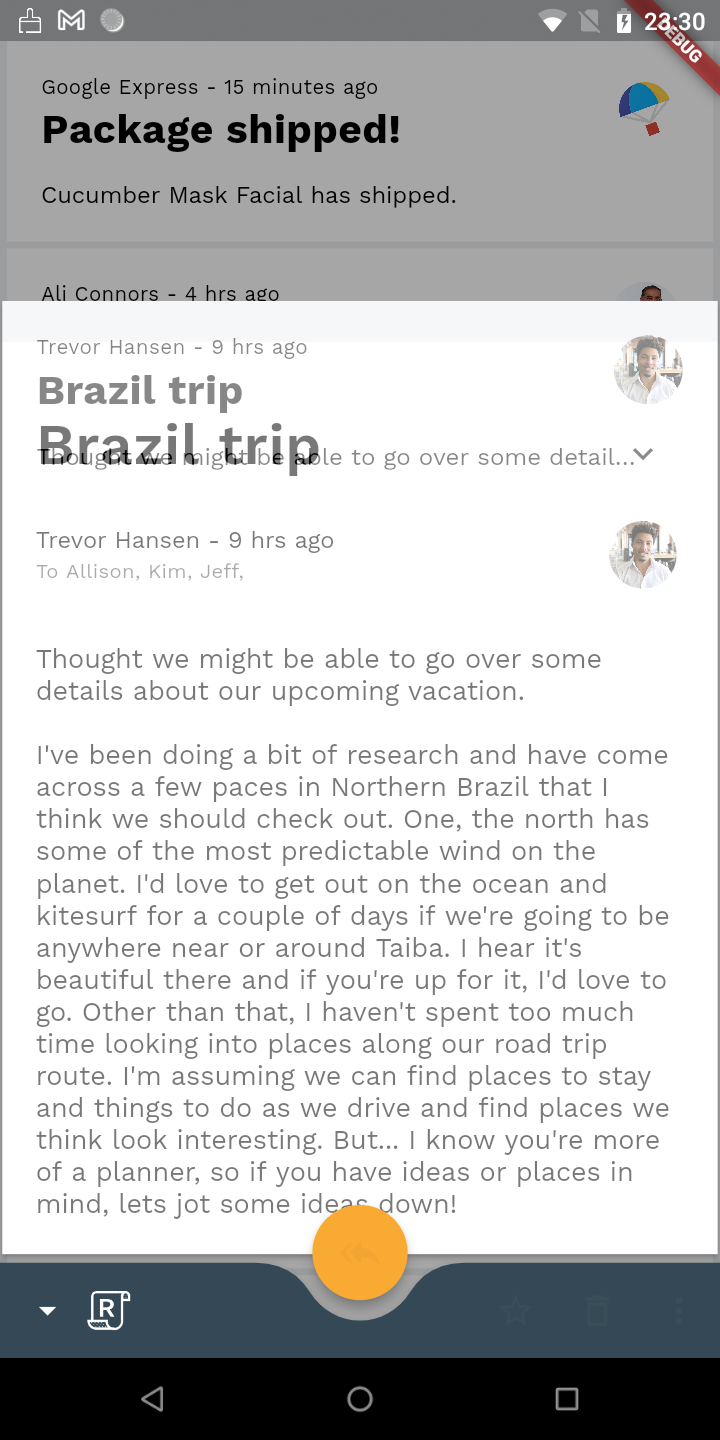 23:30
DEBUG
Google Express - 15 minutes ago
Package shipped!
Cucumber Mask Facial has shipped.
Ali Connors - 4 hrs ago
Trevor Hansen - 9 hrs ago
Brazil trip
Brazil trip
Thought we might be able to go over some detail...
Trevor Hansen - 9 hrs ago
To Allison, Kim, Jeff,
Thought we might be able to go over some
details about our upcoming vacation.
I've been doing a bit of research and have come
across a few paces in Northern Brazil that I
think we should check out. One, the north has
some of the most predictable wind on the
planet. I'd love to get out on the ocean and
kitesurf for a couple of days if we're going to be
anywhere near or around Taiba. I hear it's
beautiful there and if you're up for it, I'd love to
go. Other than that, I haven't spent too much
time looking into places along our road trip
route. I'm assuming we can find places to stay
and things to do as we drive and find places we
think look interesting. But... I know you're more
of a planner, so if you have ideas or places in
mind, lets jot some ideas down!
R